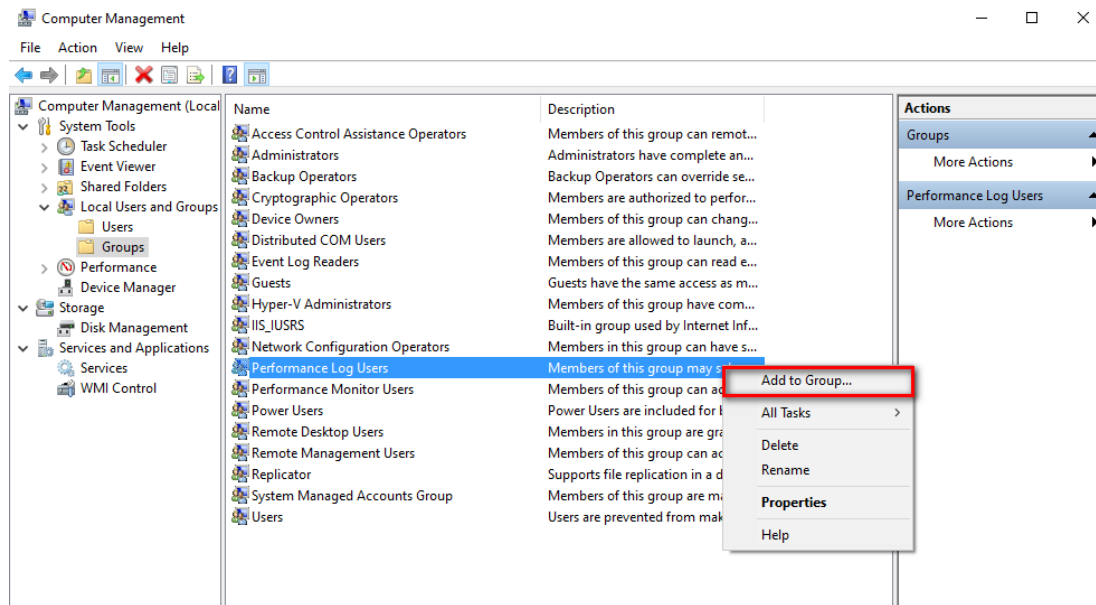 Computer Management
File Action View Help
Computer Management (Local
System Tools
Task Scheduler
Event Viewer
Shared Folders
Local Users and Groups
Users
Groups
Performance
Device Manager
Storage
Disk Management
Services and Applications
Services
WMI Control
Name Description
Access Control Assistance Operators Members of this group can remot...
Administrators Administrators have complete an...
Backup Operators Backup Operators can override se...
Cryptographic Operators Members are authorized to perfor...
Device Owners Members of this group can chang...
Distributed COM Users Members are allowed to launch, a...
Event Log Readers Members of this group can read e...
Guests Guests have the same access as m...
Hyper-V Administrators Members of this group have com...
IIS_IUSRS Built-in group used by Internet Inf...
Network Configuration Operators Members in this group can have s...
Performance Log Users Members of this group may
Performance Monitor Users Members of this group can
Power Users Power Users are included for
Remote Desktop Users Members in this group are
Remote Management Users Members of this group can
Replicator Supports file replication in a
System Managed Accounts Group Members of this group are
Users Users are prevented from
Add to Group...
All Tasks
Delete
Rename
Properties
Help
Actions
Groups
More Actions
Performance Log Users
More Actions